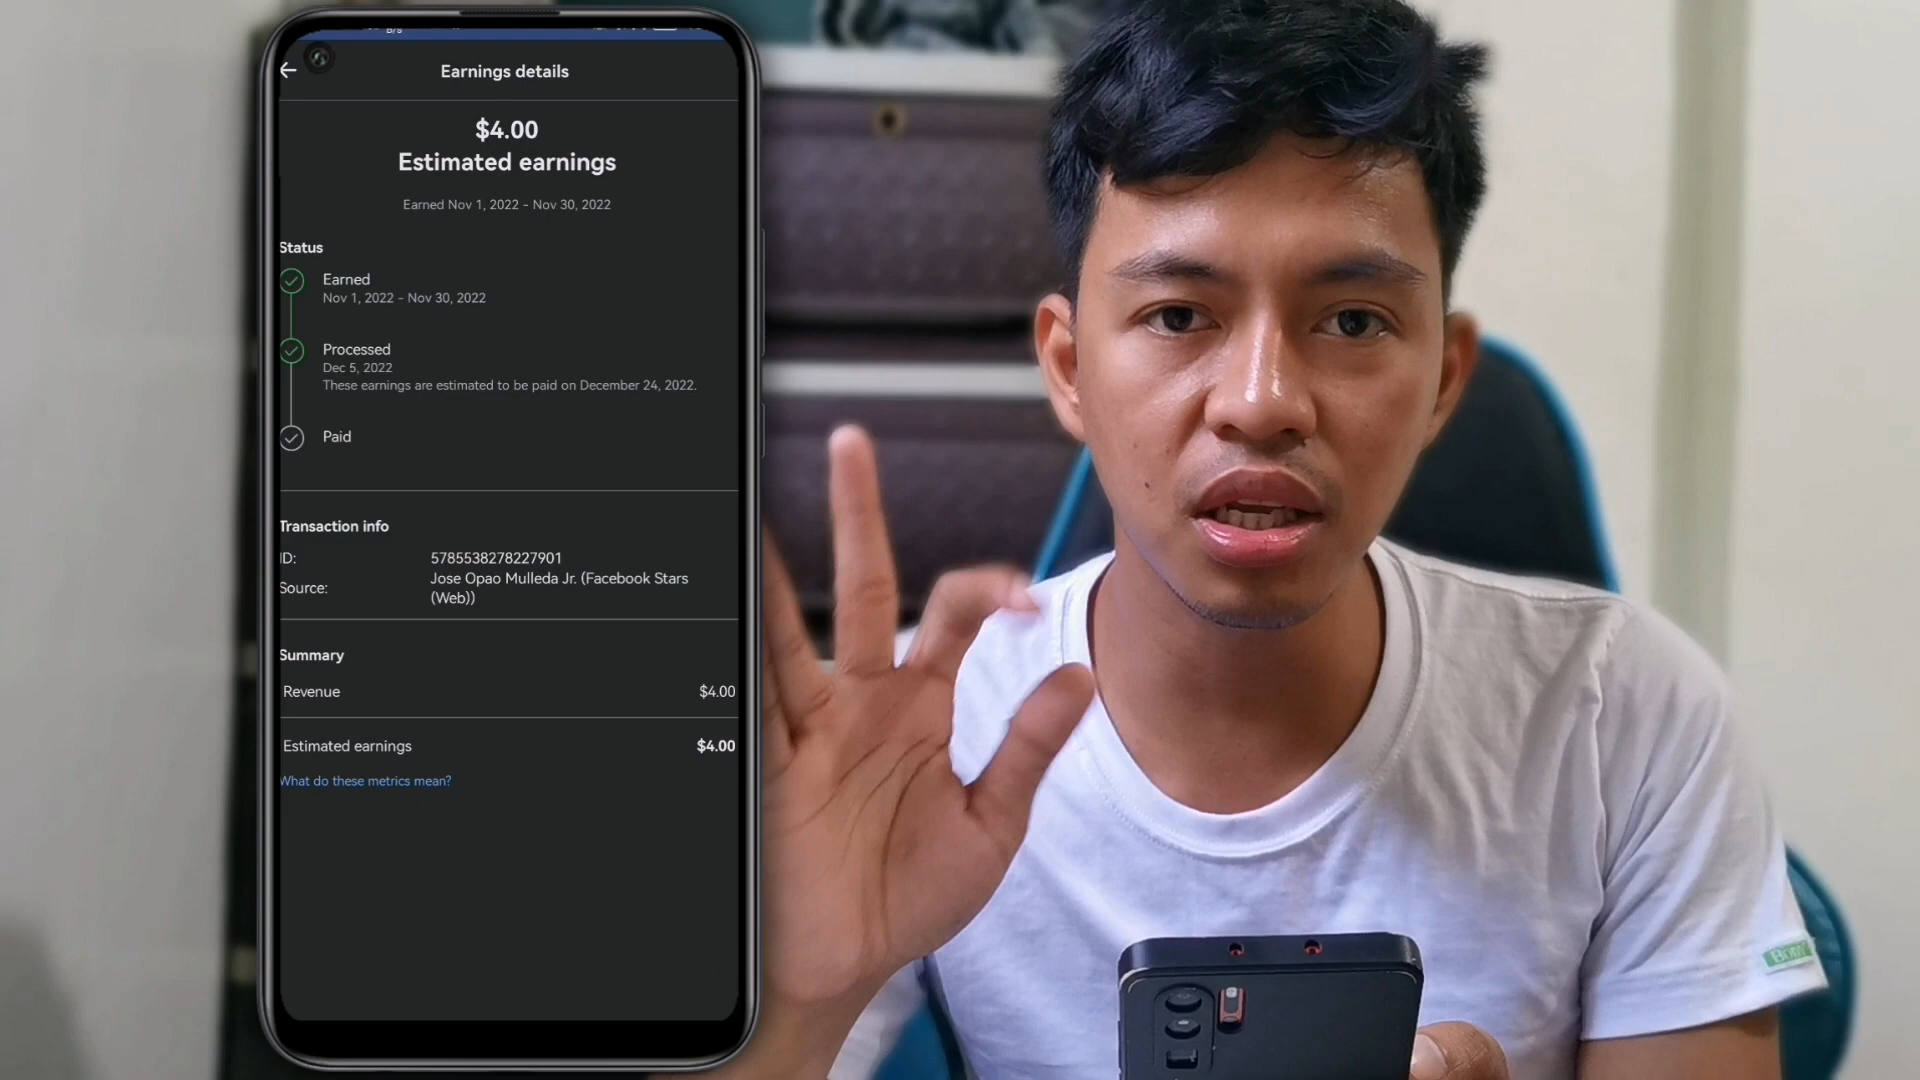 B/s
Earnings details
$4.00
Estimated earnings
Earned Nov 1, 2022 - Nov 30, 2022
Status
Earned
Nov 1, 2022 - Nov 30, 2022
Processed
Dec 5, 2022
These earnings are estimated to be paid on December 24, 2022.
Paid
Transaction info
ID: 5785538278227901
Source: Jose Opao Mulleda Jr. (Facebook Stars
(Web))
Summary
Revenue $4.00
Estimated earnings $4.00
What do these metrics mean?